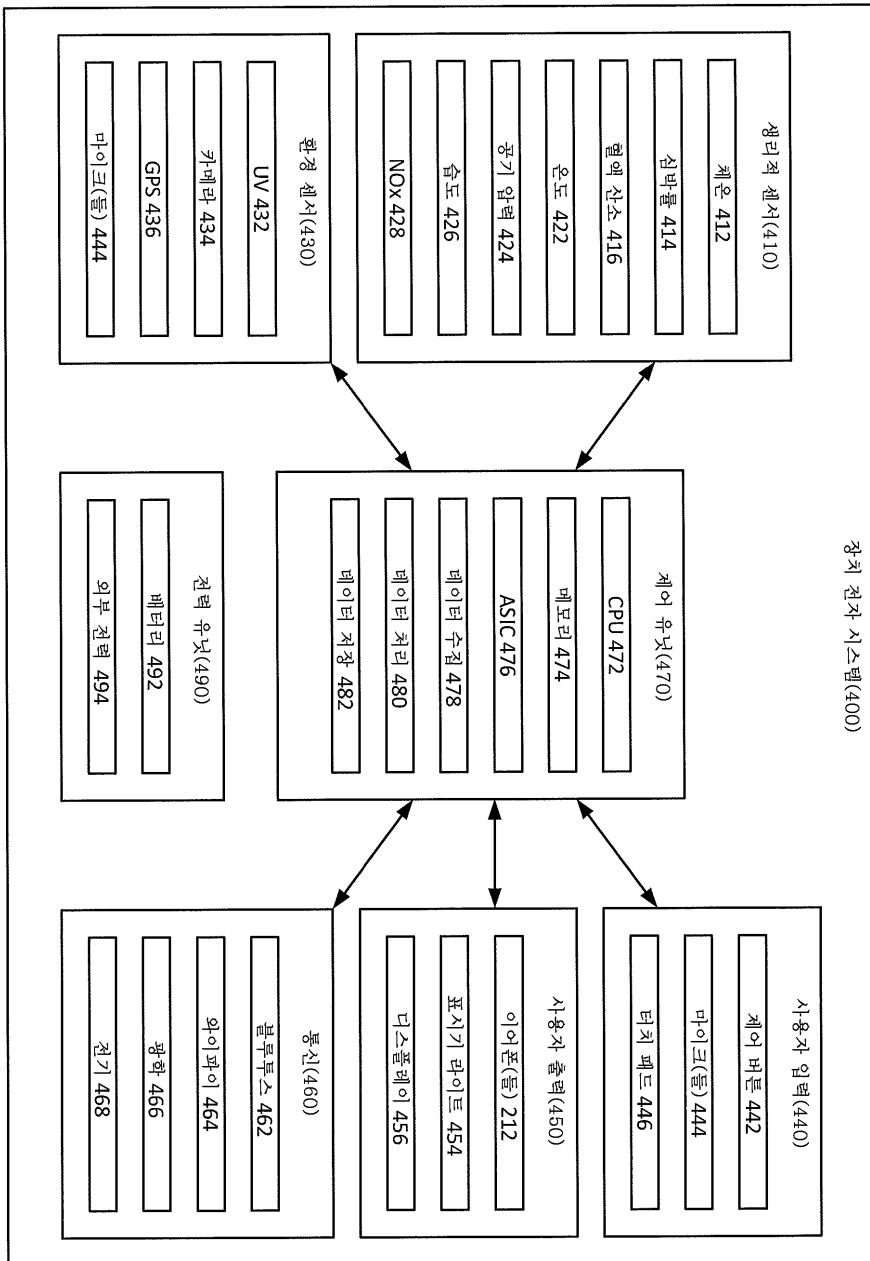 장치 전자 시스템(400)
생리적 센서(410)
체온 412
심박률 414
혈액 산소 416
온도 422
공기 압력 424
습도 426
NOx 428
환경 센서(430)
UV 432
카메라 434
GPS 436
마이크(들) 444
제어 유닛(470)
CPU 472
메모리 474
ASIC 476
데이터 수집 478
데이터 처리 480
데이터 저장 482
전력 유닛(490)
배터리 492
외부 전력 494
사용자 입력(440)
제어 버튼 442
마이크(들) 444
터치 패드 446
사용자 출력(450)
이어폰(들) 212
표시기 라이트 454
디스플레이 456
통신(460)
블루투스 462
와이파이 464
광학 466
전기 468